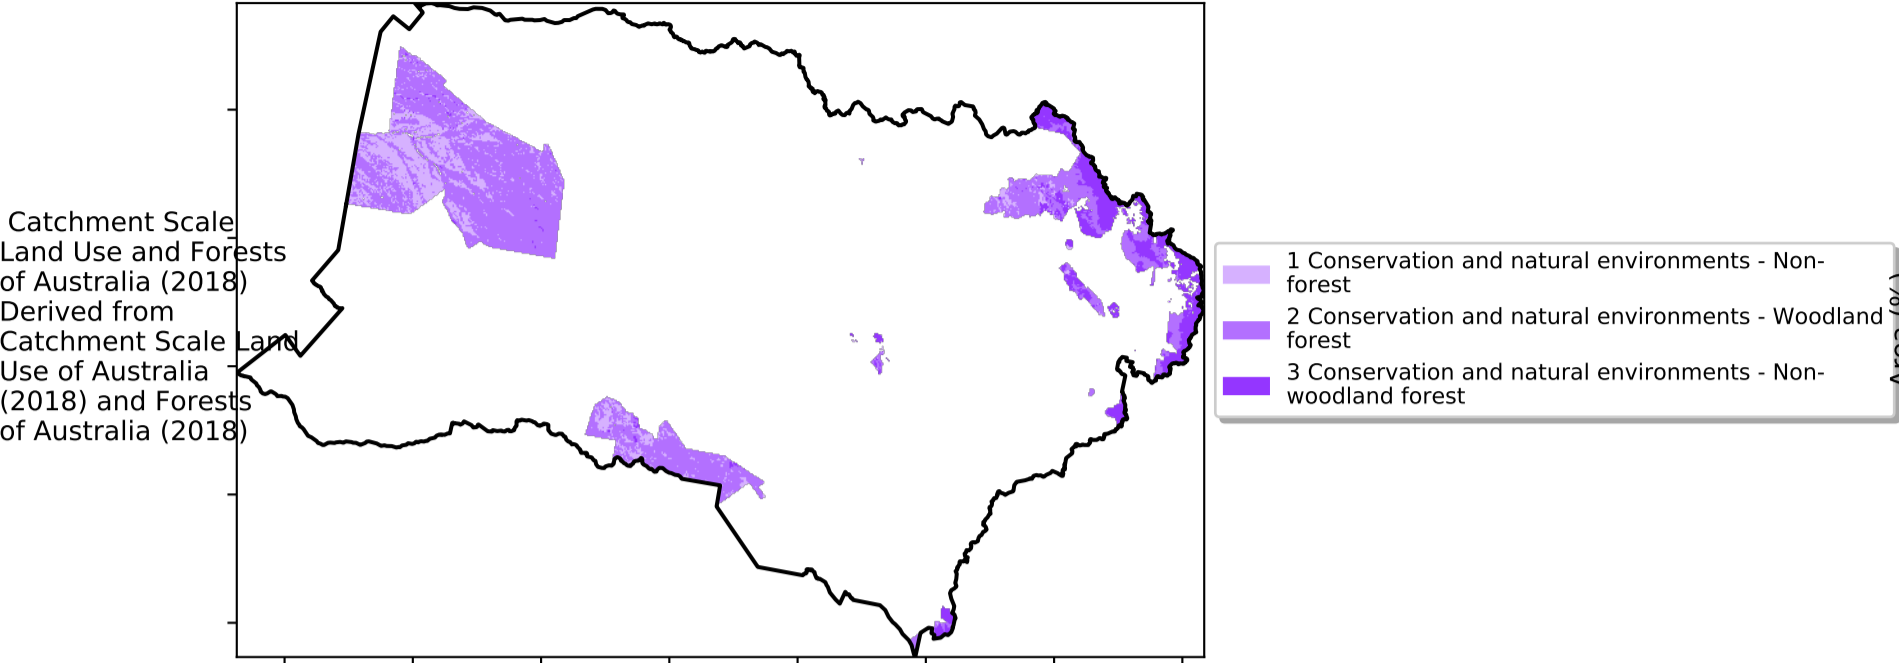 Catchment Scale
Land Use and Forests
of Australia (2018)
Derived from
Catchment Scale Land
Use of Australia
(2018) and Forests
of Australia (2018)
1 Conservation and natural environments - Non-
forest
2 Conservation and natural environments - Woodland
forest
3 Conservation and natural environments - Non-
woodland forest